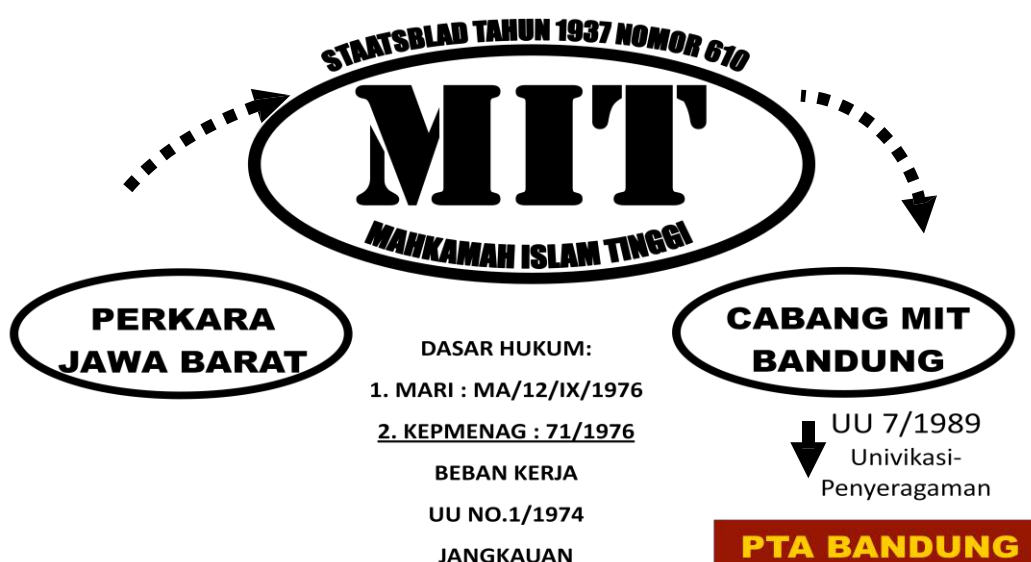 STAATSBLAD TAHUN 1937 NOMOR 610
MIT
MAHKAMAH ISLAM TINGGI
PERKARA
JAWA BARAT
DASAR HUKUM:
1. MARI : MA/12/IX/1976
2. KEPMENAG : 71/1976
BEBAN KERJA
UU NO.1/1974
JANGKAUAN
CABANG MIT
BANDUNG
UU 7/1989
Univikasi-
Penyeragaman
PTA BANDUNG